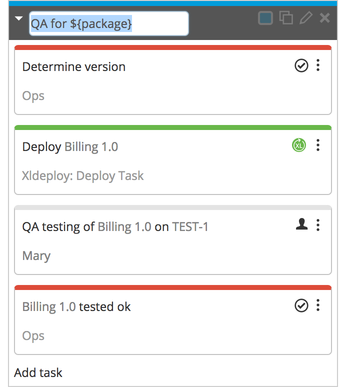 QA for ${package}
Determine version
Ops
Deploy Billing 1.0
XL
Xldeploy: Deploy Task
QA testing of Billing 1.0 on TEST-1
Mary
Billing 1.0 tested ok
Ops
Add task